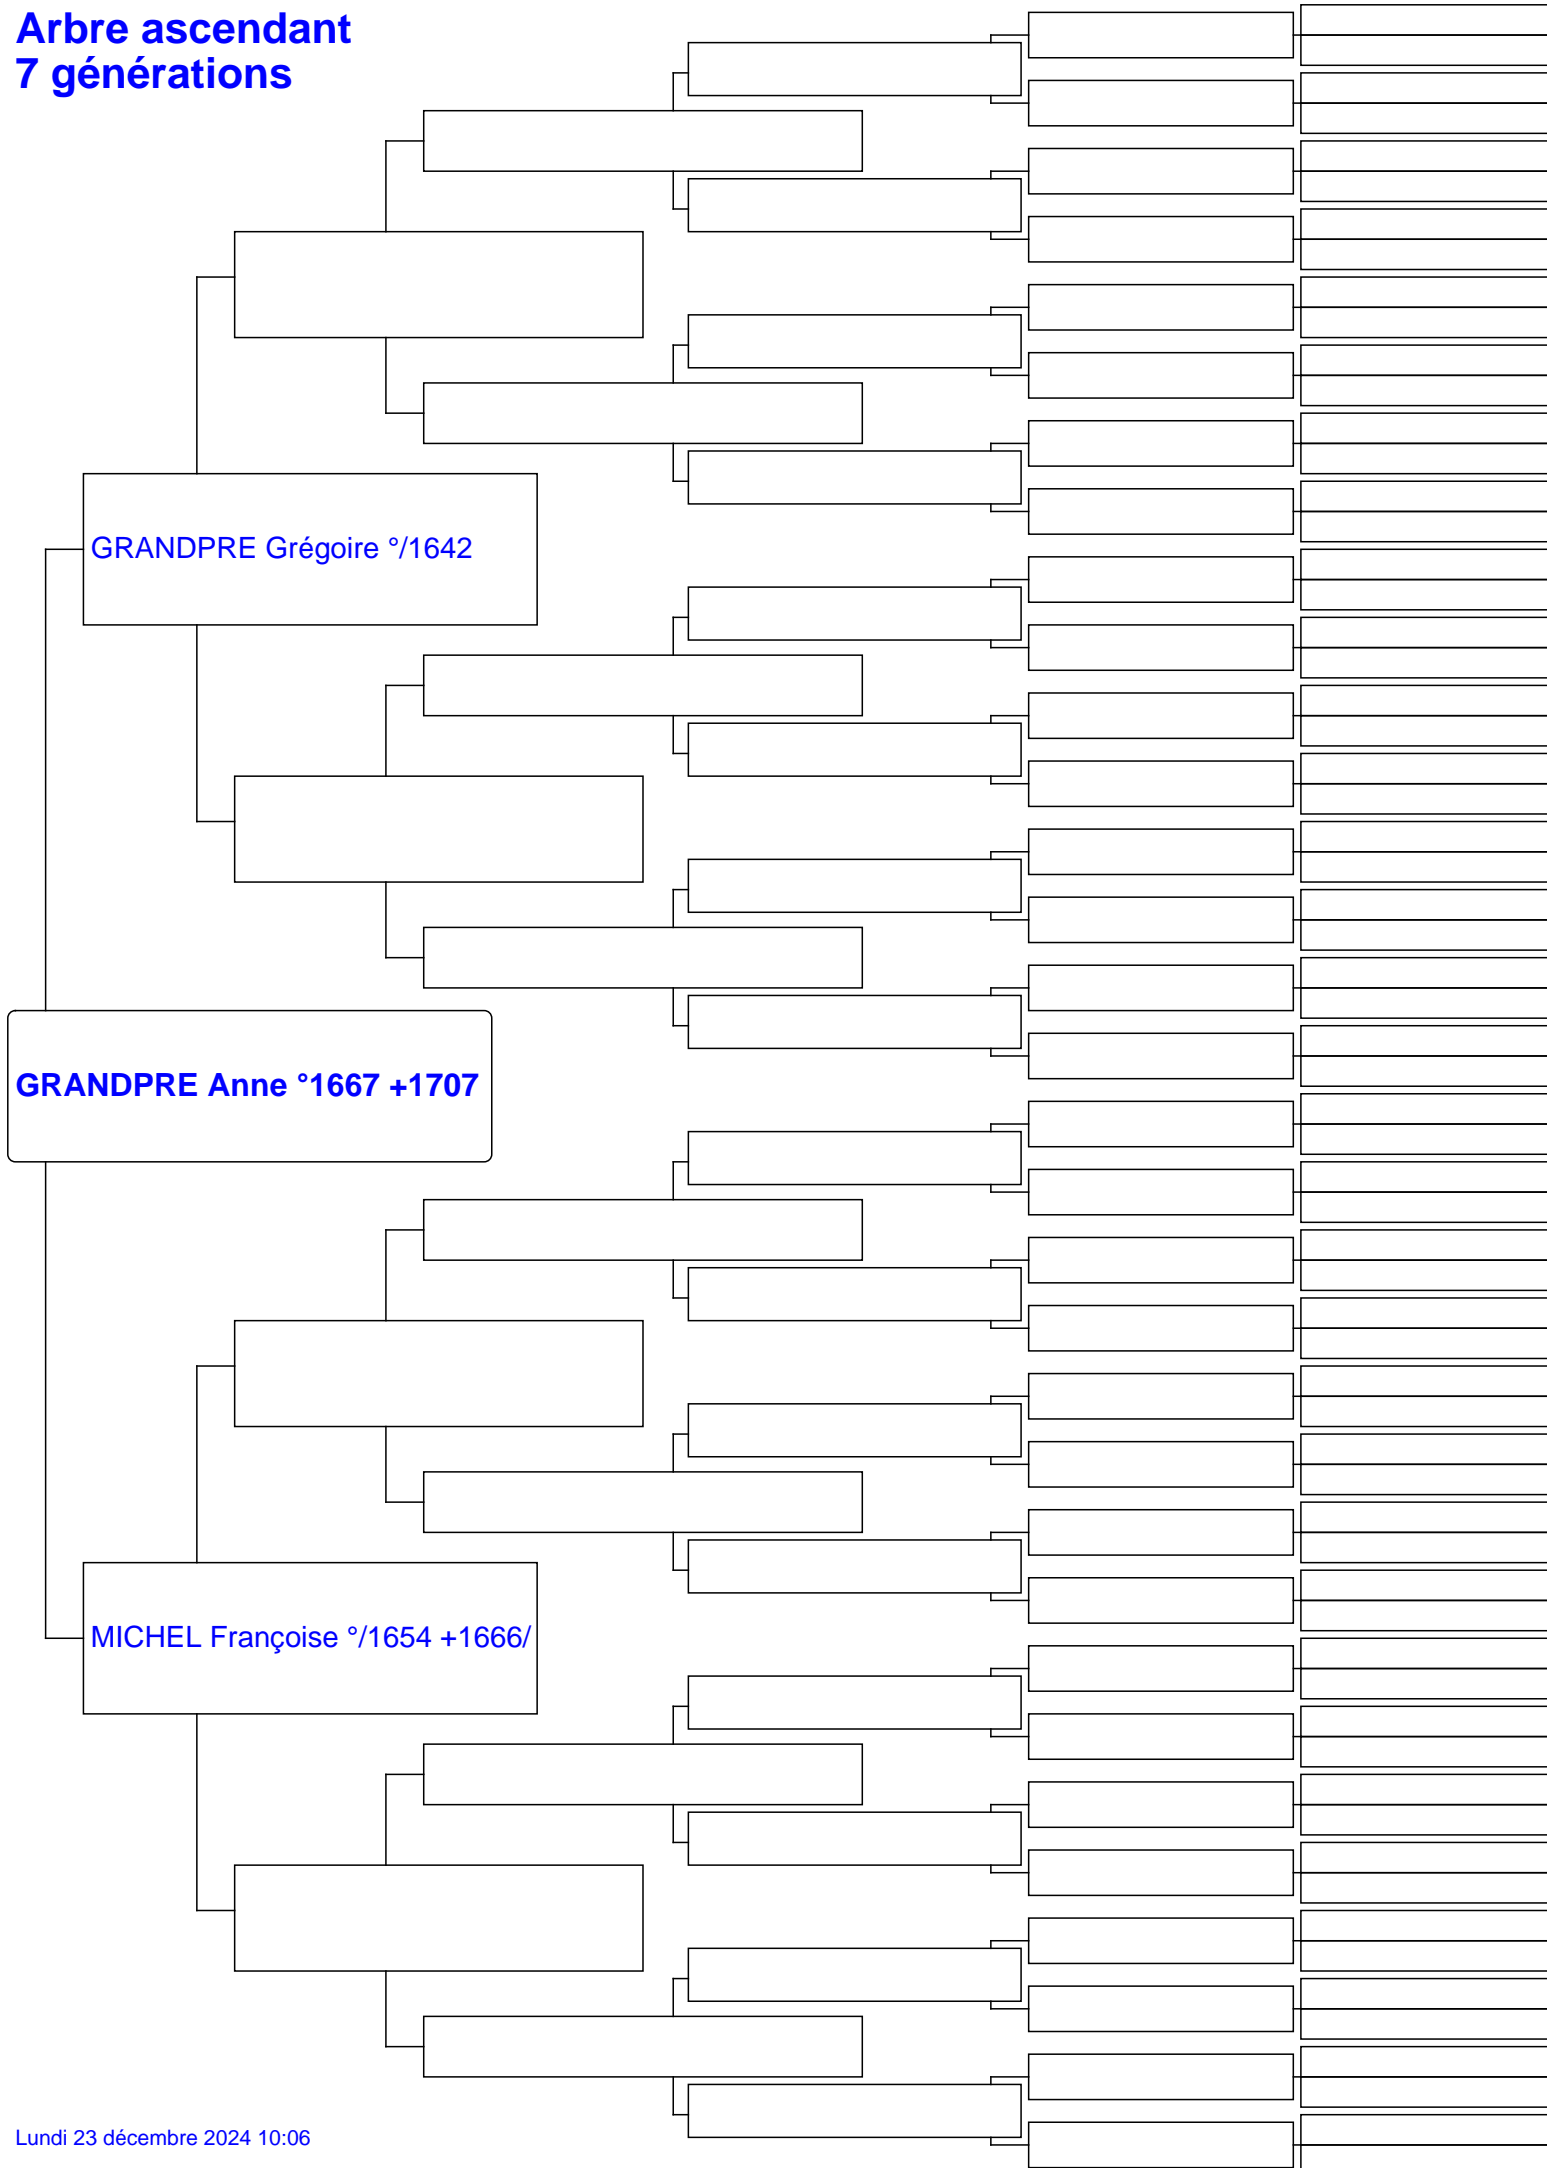 Arbre ascendant
7 générations
GRANDPRE Grégoire °/1642
GRANDPRE Anne °1667 +1707
MICHEL Françoise °/1654 +1666/
Lundi 23 décembre 2024 10:06